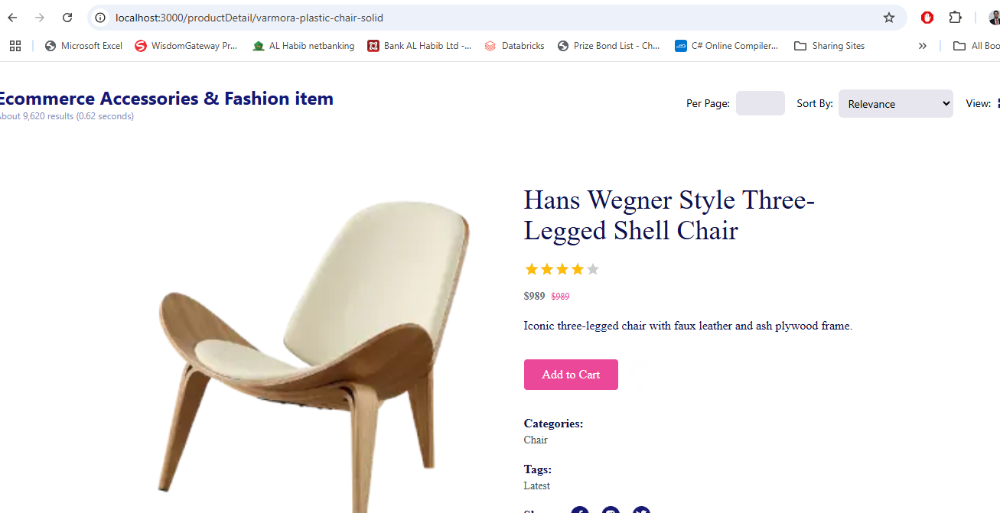 localhost:3000/productDetail/varmora-plastic-chair-solid
Microsoft Excel
WisdomGateway Pr...
AL Habib netbanking
Bank AL Habib Ltd -...
Databricks
Prize Bond List - Ch...
C# Online Compiler...
Sharing Sites
All Boo
Ecommerce Accessories & Fashion item
About 9,620 results (0.62 seconds)
Per Page:
Sort By:
Relevance
View:
Hans Wegner Style Three-
Legged Shell Chair
$989 $989
Iconic three-legged chair with faux leather and ash plywood frame.
Add to Cart
Categories:
Chair
Tags:
Latest